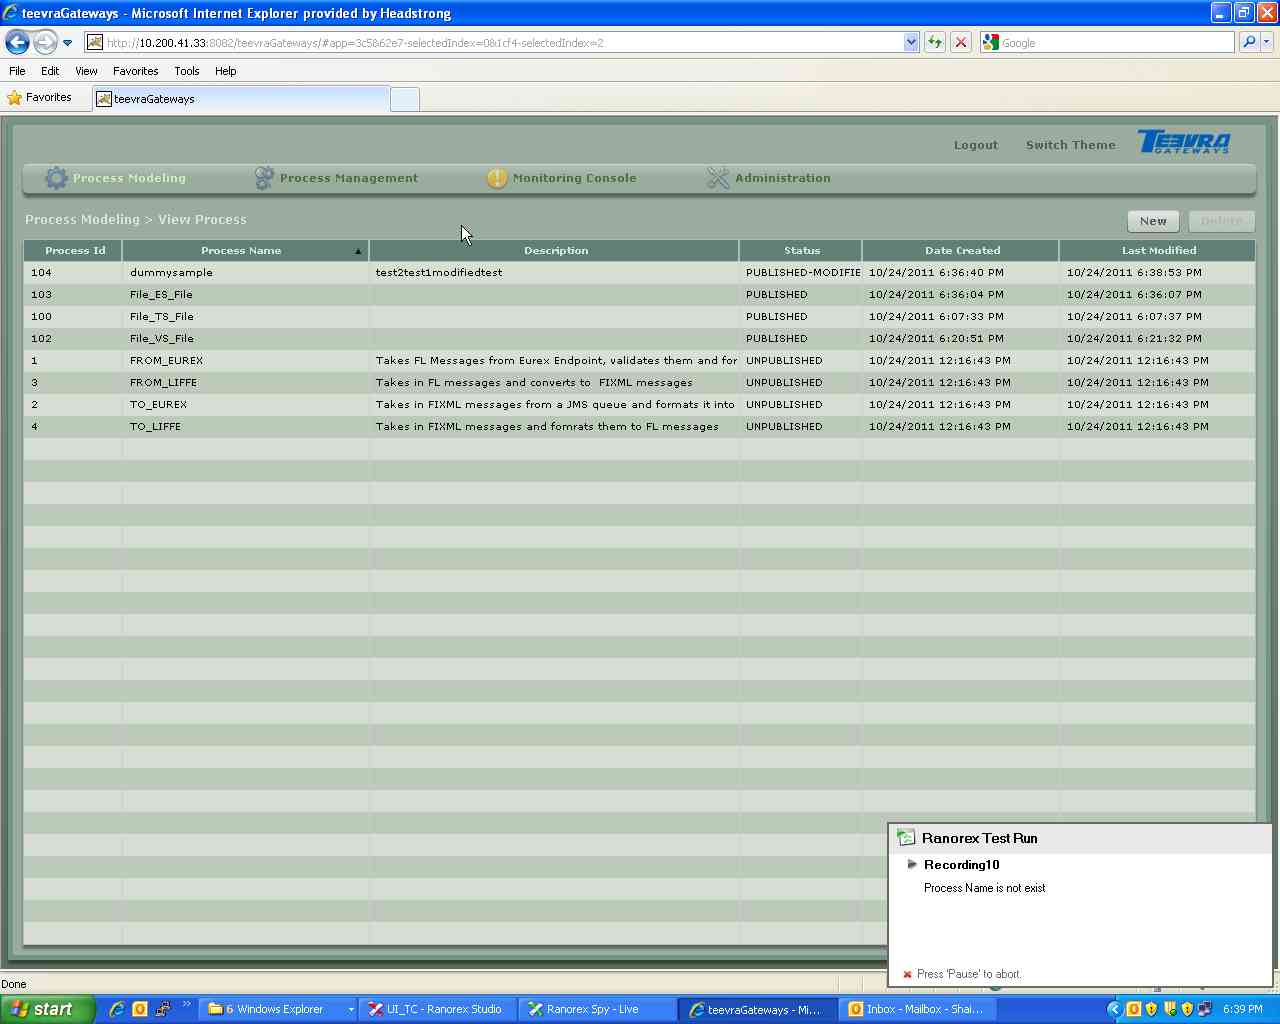 teevraGateways - Microsoft Internet Explorer provided by Headstrong
http://10.200.41.33:8082/teevraGateways/#app=3c5862e7-selectedIndex=0&1cf4-selectedIndex=2
Google
File Edit View Favorites Tools Help
Favorites teevraGateways
Logout Switch Theme TEEVRA GATEWAYS
Process Modeling Process Management Monitoring Console Administration
Process Modeling > View Process New Delete
Process Id Process Name Description Status Date Created Last Modified
104 dummysample test2test1modifiedtest PUBLISHED-MODIFIE 10/24/2011 6:36:40 PM 10/24/2011 6:38:53 PM
103 File_ES_File PUBLISHED 10/24/2011 6:36:04 PM 10/24/2011 6:36:07 PM
100 File_TS_File PUBLISHED 10/24/2011 6:07:33 PM 10/24/2011 6:07:37 PM
102 File_VS_File PUBLISHED 10/24/2011 6:20:51 PM 10/24/2011 6:21:32 PM
1 FROM_EUREX Takes FL Messages from Eurex Endpoint, validates them and for UNPUBLISHED 10/24/2011 12:16:43 PM 10/24/2011 12:16:43 PM
3 FROM_LIFFE Takes in FL messages and converts to FIXML messages UNPUBLISHED 10/24/2011 12:16:43 PM 10/24/2011 12:16:43 PM
2 TO_EUREX Takes in FIXML messages from a JMS queue and formats it into UNPUBLISHED 10/24/2011 12:16:43 PM 10/24/2011 12:16:43 PM
4 TO_LIFFE Takes in FIXML messages and fomrats them to FL messages UNPUBLISHED 10/24/2011 12:16:43 PM 10/24/2011 12:16:43 PM
Ranorex Test Run
Recording10
Process Name is not exist
Press 'Pause' to abort.
Done
start 6 Windows Explorer UI_TC - Ranorex Studio Ranorex Spy - Live teevraGateways - Mi... Inbox - Mailbox - Shai... 6:39 PM